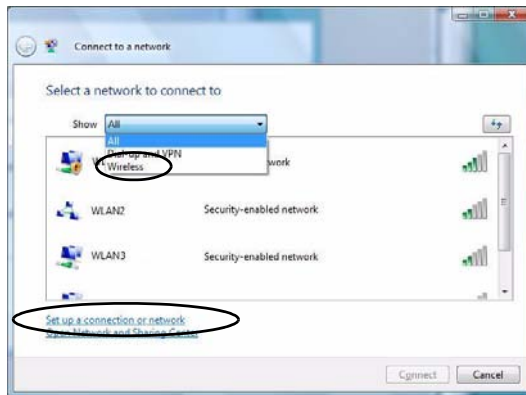 Connect to a network
Select a network to connect to
Show All
All
Dial-up and VPN
Wireless
work
WLAN2 Security-enabled network
WLAN3 Security-enabled network
Set up a connection or network
Open Network and Sharing Center
Connect Cancel